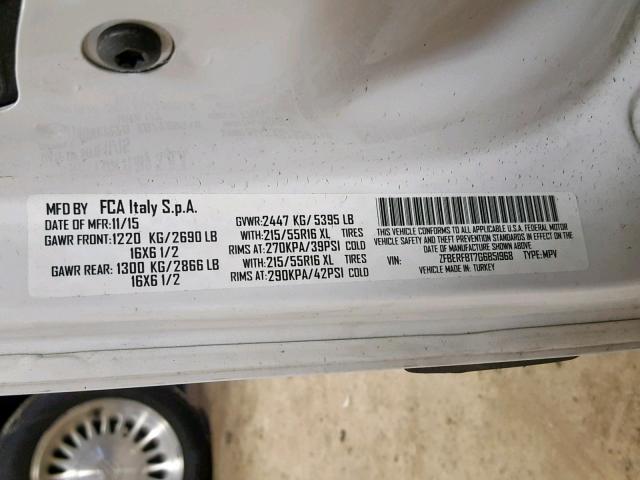 MFD BY FCA Italy S.p.A.
DATE OF MFR:11/15
GAWR FRONT:1220 KG/2690 LB
16X6 1/2
GAWR REAR: 1300 KG/2866 LB
16X6 1/2
GVWR:2447 KG/ 5395 LB
WITH:215/55R16 XL TIRES
RIMS AT:270KPA/39PSI COLD
WITH:215/55R16 XL TIRES
RIMS AT:290KPA/42PSI COLD
THIS VEHICLE CONFORMS TO ALL APPLICABLE U.S.A. FEDERAL MOTOR
VEHICLE SAFETY AND THEFT PREVENTION STANDARDS IN EFFECT ON
THE DATE OF MANUFACTURE SHOWN ABOVE.
VIN: ZFBERFBT7G6B51968 TYPE:MPV
MADE IN: TURKEY